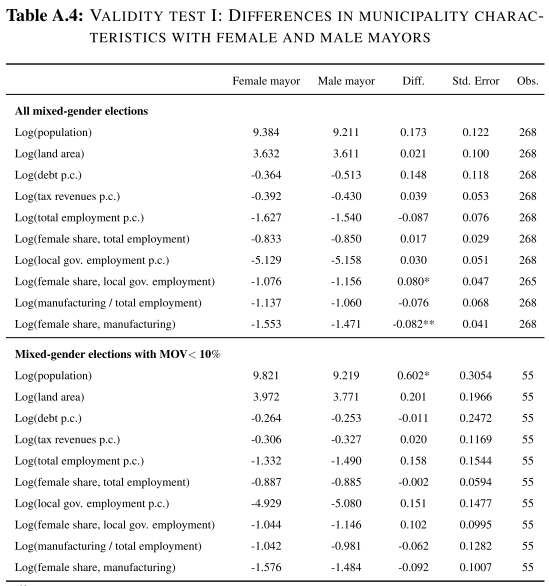 Table A.4: VALIDITY TEST I: DIFFERENCES IN MUNICIPALITY CHARAC-
TERISTICS WITH FEMALE AND MALE MAYORS
Female mayor Male mayor Diff. Std. Error Obs.
All mixed-gender elections
Log(population) 9.384 9.211 0.173 0.122 268
Log(land area) 3.632 3.611 0.021 0.100 268
Log(debt p.c.) -0.364 -0.513 0.148 0.118 268
Log(tax revenues p.c.) -0.392 -0.430 0.039 0.053 268
Log(total employment p.c.) -1.627 -1.540 -0.087 0.076 268
Log(female share, total employment) -0.833 -0.850 0.017 0.029 268
Log(local gov. employment p.c.) -5.129 -5.158 0.030 0.051 268
Log(female share, local gov. employment) -1.076 -1.156 0.080* 0.047 265
Log(manufacturing / total employment) -1.137 -1.060 -0.076 0.068 268
Log(female share, manufacturing) -1.553 -1.471 -0.082** 0.041 268
Mixed-gender elections with MOV< 10%
Log(population) 9.821 9.219 0.602* 0.3054 55
Log(land area) 3.972 3.771 0.201 0.1966 55
Log(debt p.c.) -0.264 -0.253 -0.011 0.2472 55
Log(tax revenues p.c.) -0.306 -0.327 0.020 0.1169 55
Log(total employment p.c.) -1.332 -1.490 0.158 0.1544 55
Log(female share, total employment) -0.887 -0.885 -0.002 0.0594 55
Log(local gov. employment p.c.) -4.929 -5.080 0.151 0.1477 55
Log(female share, local gov. employment) -1.044 -1.146 0.102 0.0995 55
Log(manufacturing / total employment) -1.042 -0.981 -0.062 0.1282 55
Log(female share, manufacturing) -1.576 -1.484 -0.092 0.1007 55